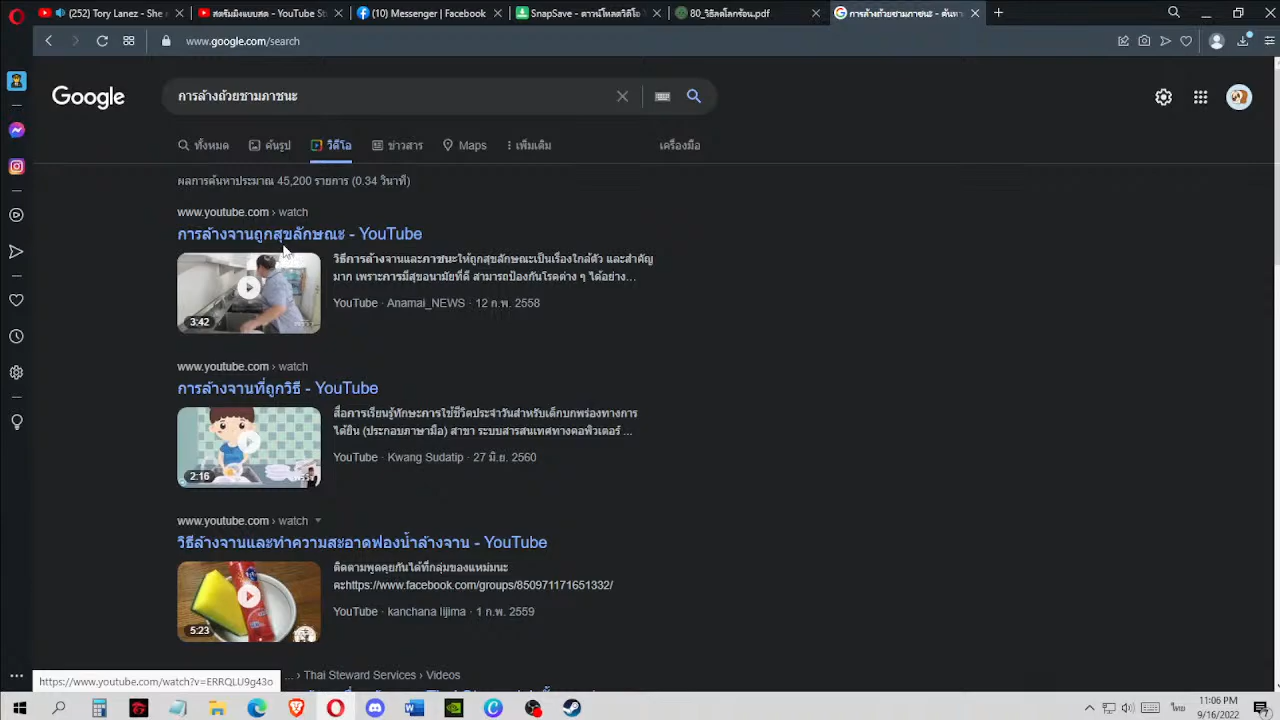 (252) Tory Lanez - She
สตรีมมิงแบบสด - YouTube St
(10) Messenger | Facebook
SnapSave - ดาวน์โหลดวิดีโอ
80_วิธีลดโลกร้อน.pdf
การล้างถ้วยชามภาชนะ - ค้นหา
www.google.com/search
Google
การล้างถ้วยชามภาชนะ
ทั้งหมด
ค้นรูป
วิดีโอ
ข่าวสาร
Maps
เพิ่มเติม
เครื่องมือ
ผลการค้นหาประมาณ 45,200 รายการ (0.34 วินาที)
www.youtube.com › watch
การล้างจานถูกสุขลักษณะ - YouTube
วิธีการล้างจานและภาชนะให้ถูกสุขลักษณะเป็นเรื่องใกล้ตัว และสำคัญ
มาก เพราะการมีสุขอนามัยที่ดี สามารถป้องกันโรคต่าง ๆ ได้อย่าง...
3:42
YouTube · Anamai_NEWS · 12 ก.พ. 2558
www.youtube.com › watch
การล้างจานที่ถูกวิธี - YouTube
สื่อการเรียนรู้ทักษะการใช้ชีวิตประจำวันสำหรับเด็กบกพร่องทางการ
ได้ยิน (ประกอบภาษามือ) สาขา ระบบสารสนเทศทางคอมพิวเตอร์ ...
YouTube · Kwang Sudatip · 27 มิ.ย. 2560
2:16
www.youtube.com › watch
วิธีล้างจานและทำความสะอาดฟองน้ำล้างจาน - YouTube
ติดตามพูดคุยกันได้ที่กลุ่มของแหม่มนะ
คะhttps://www.facebook.com/groups/850971171651332/
YouTube · kanchana Iijima · 1 ก.พ. 2559
5:23
... › Thai Steward Services › Videos
https://www.youtube.com/watch?v=ERRQLU9g43o
ไทย
11:06 PM
9/16/2022